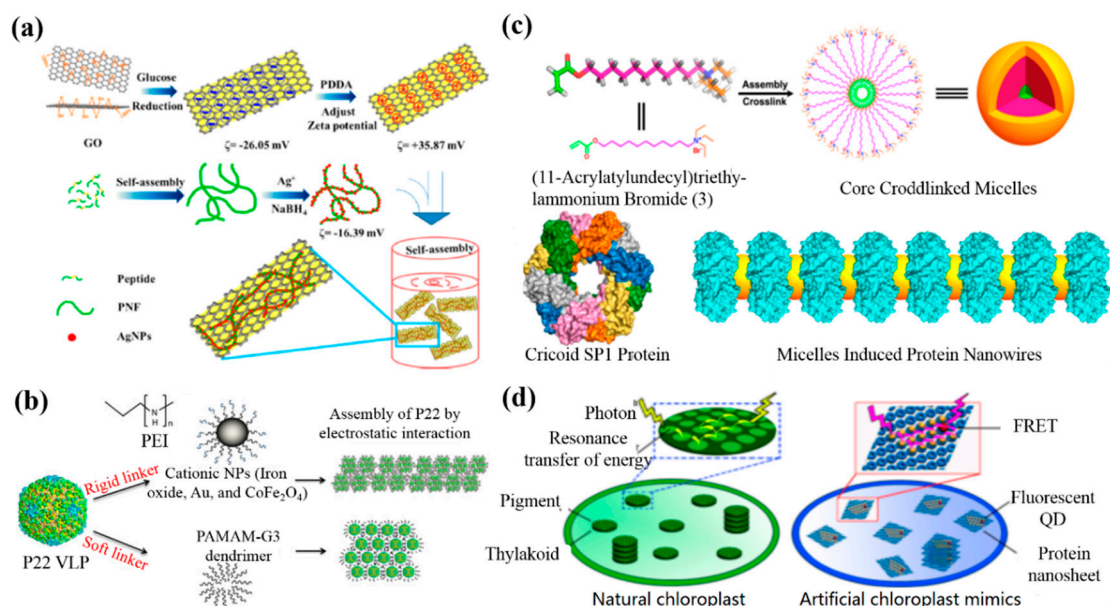 (a)
Glucose
Reduction
PDDA
Adjust
Zeta potential
GO
ζ= -26.05 mV
ζ= +35.87 mV
Self-assembly
Ag⁺
NaBH₄
ζ= -16.39 mV
Self-assembly
Peptide
PNF
AgNPs
(b)
H
N
n
PEI
Assembly of P22 by
electrostatic interaction
Rigid linker
Cationic NPs (Iron
oxide, Au, and CoFe₂O₄)
P22 VLP
Soft linker
PAMAM-G3
dendrimer
(c)
Assembly
Crosslink
O
O
N
Br
(11-Acrylatylundecyl)triethy-
lammonium Bromide (3)
Core Croddlinked Micelles
Cricoid SP1 Protein
Micelles Induced Protein Nanowires
(d)
Photon
Resonance
transfer of energy
FRET
Pigment
Thylakoid
Fluorescent
QD
Protein
nanosheet
Natural chloroplast
Artificial chloroplast mimics